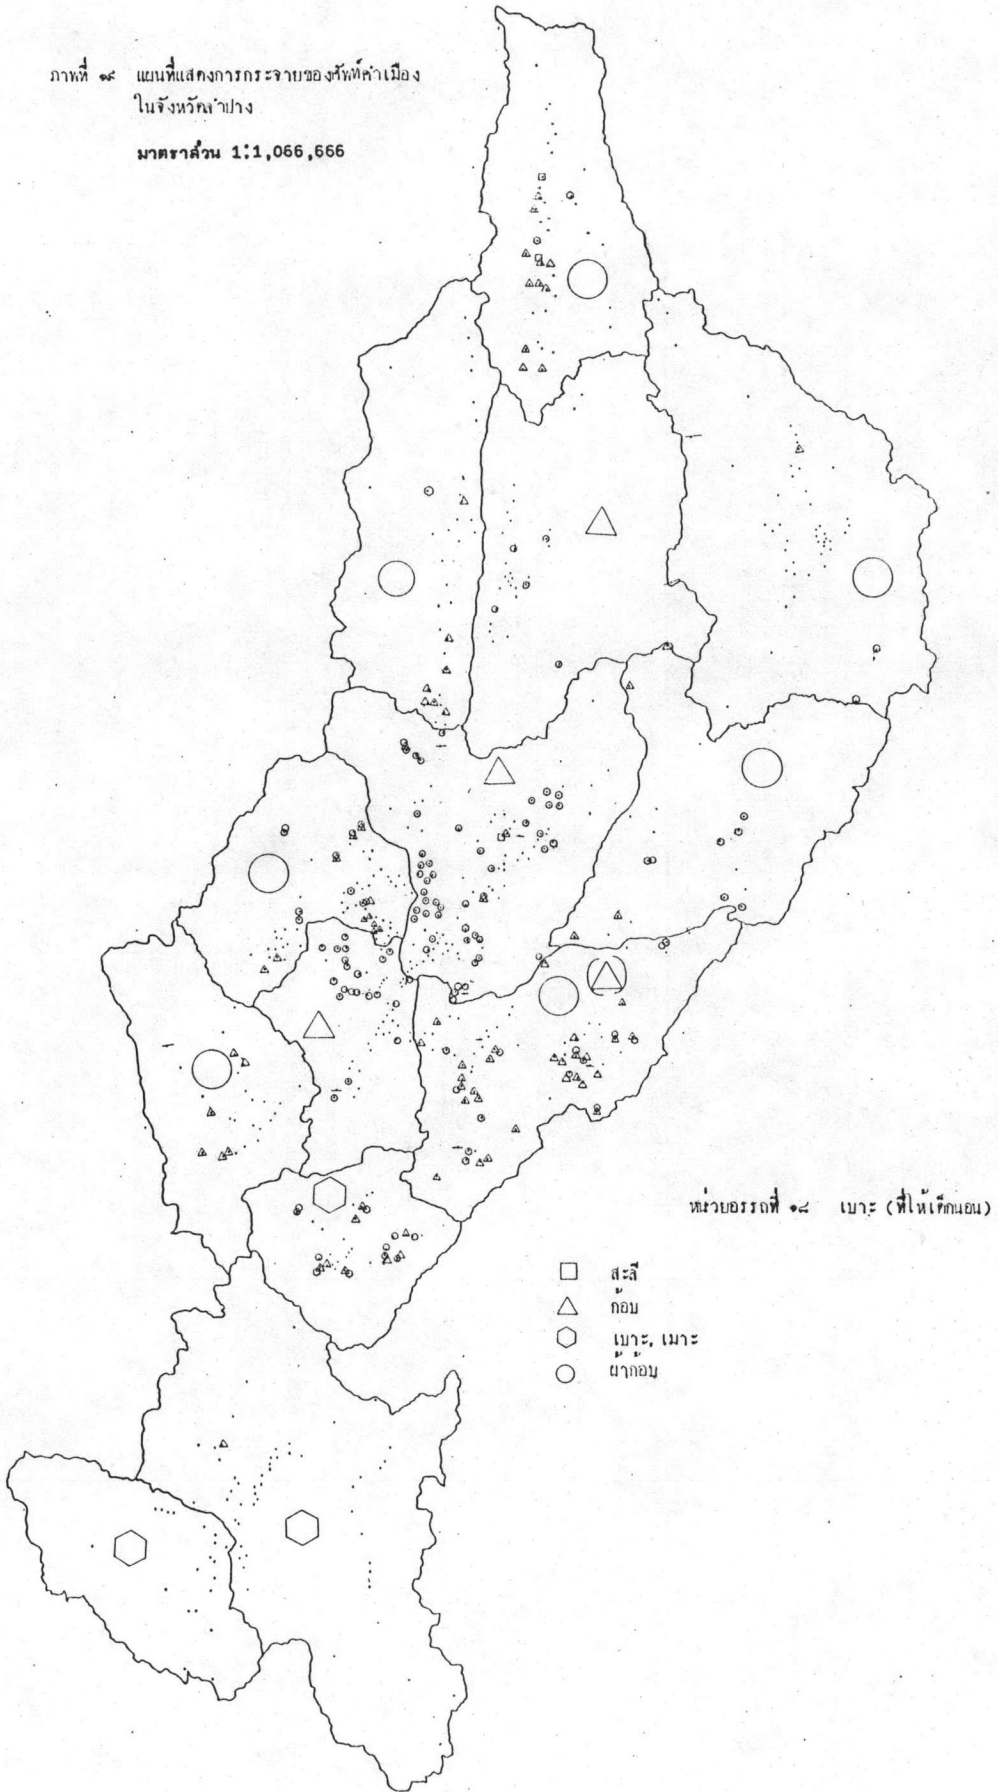 ภาพที่ ๑๙ แผนที่แสดงการกระจายของศัพท์คำเมือง
ในจังหวัดลำปาง
มาตราส่วน 1:1,066,666
หน่วยอรรถที่ ๑๘ เบาะ (ที่ให้เด็กนอน)
สะลี
ก้อบ
เบาะ, เมาะ
ผ้าก้อบ